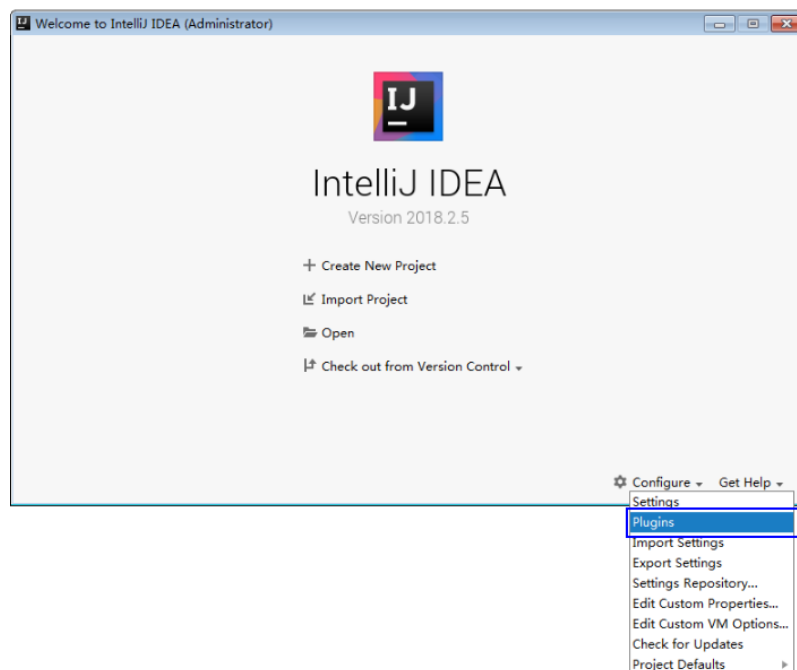 Welcome to IntelliJ IDEA (Administrator)
IJ
IntelliJ IDEA
Version 2018.2.5
Create New Project
Import Project
Open
Check out from Version Control
Configure Get Help
Settings
Plugins
Import Settings
Export Settings
Settings Repository...
Edit Custom Properties...
Edit Custom VM Options...
Check for Updates
Project Defaults